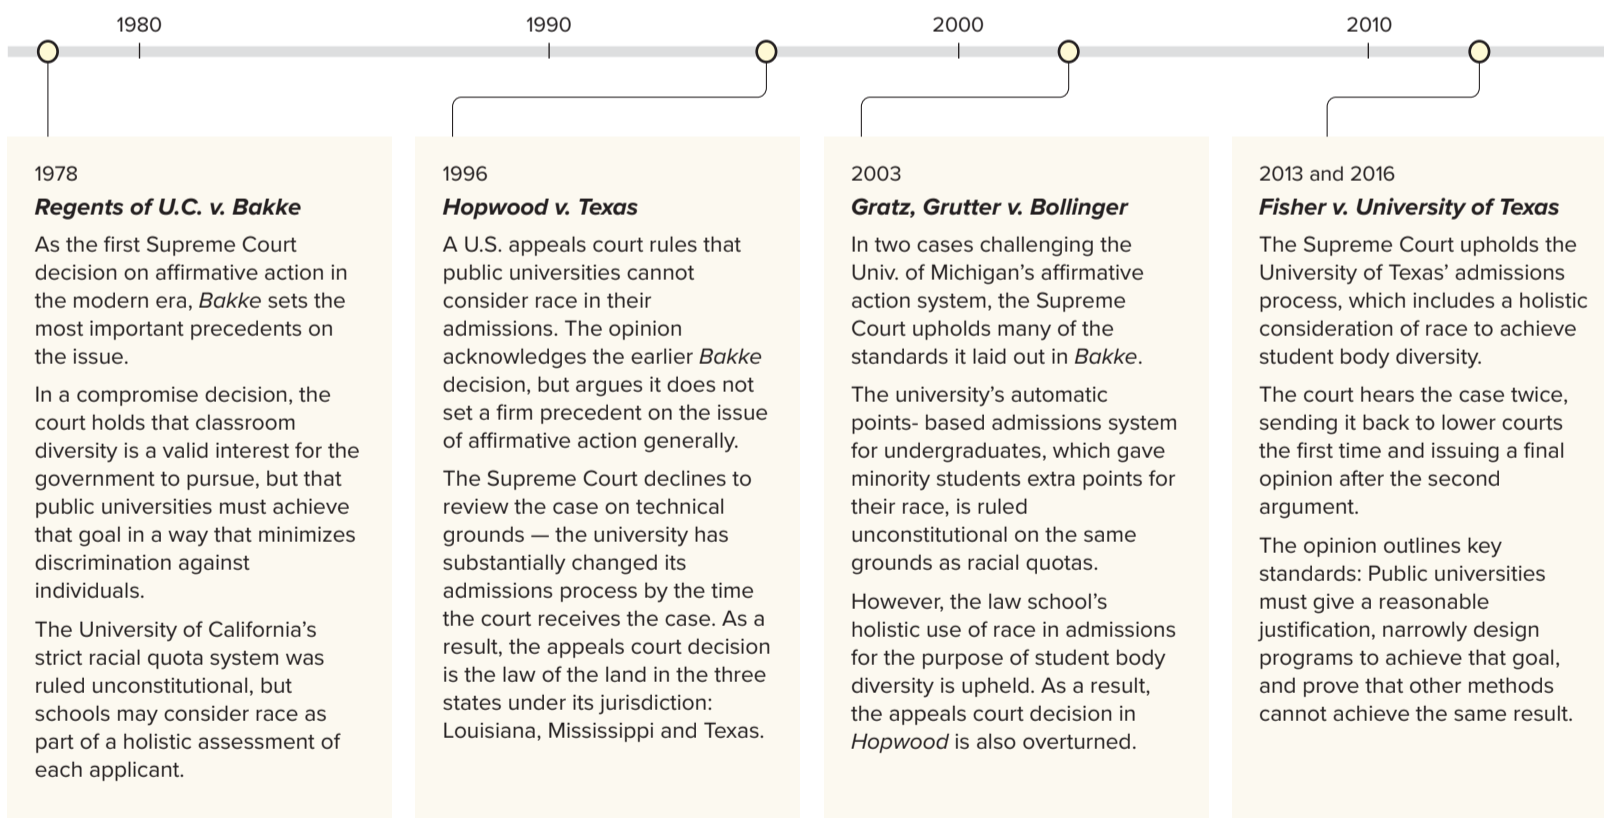 1980
1990
2000
2010
1978
Regents of U.C. v. Bakke
As the first Supreme Court
decision on affirmative action in
the modern era, Bakke sets the
most important precedents on
the issue.
In a compromise decision, the
court holds that classroom
diversity is a valid interest for the
government to pursue, but that
public universities must achieve
that goal in a way that minimizes
discrimination against
individuals.
The University of California’s
strict racial quota system was
ruled unconstitutional, but
schools may consider race as
part of a holistic assessment of
each applicant.
1996
Hopwood v. Texas
A U.S. appeals court rules that
public universities cannot
consider race in their
admissions. The opinion
acknowledges the earlier Bakke
decision, but argues it does not
set a firm precedent on the issue
of affirmative action generally.
The Supreme Court declines to
review the case on technical
grounds — the university has
substantially changed its
admissions process by the time
the court receives the case. As a
result, the appeals court decision
is the law of the land in the three
states under its jurisdiction:
Louisiana, Mississippi and Texas.
2003
Gratz, Grutter v. Bollinger
In two cases challenging the
Univ. of Michigan’s affirmative
action system, the Supreme
Court upholds many of the
standards it laid out in Bakke.
The university’s automatic
points- based admissions system
for undergraduates, which gave
minority students extra points for
their race, is ruled
unconstitutional on the same
grounds as racial quotas.
However, the law school’s
holistic use of race in admissions
for the purpose of student body
diversity is upheld. As a result,
the appeals court decision in
Hopwood is also overturned.
2013 and 2016
Fisher v. University of Texas
The Supreme Court upholds the
University of Texas’ admissions
process, which includes a holistic
consideration of race to achieve
student body diversity.
The court hears the case twice,
sending it back to lower courts
the first time and issuing a final
opinion after the second
argument.
The opinion outlines key
standards: Public universities
must give a reasonable
justification, narrowly design
programs to achieve that goal,
and prove that other methods
cannot achieve the same result.